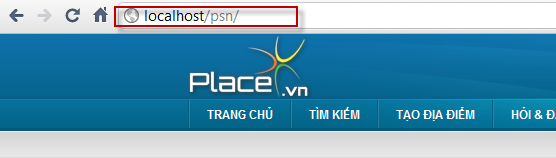 localhost/psn/
Place .vn
TRANG CHỦ TÌM KIẾM TẠO ĐỊA ĐIỂM HỎI & Đ